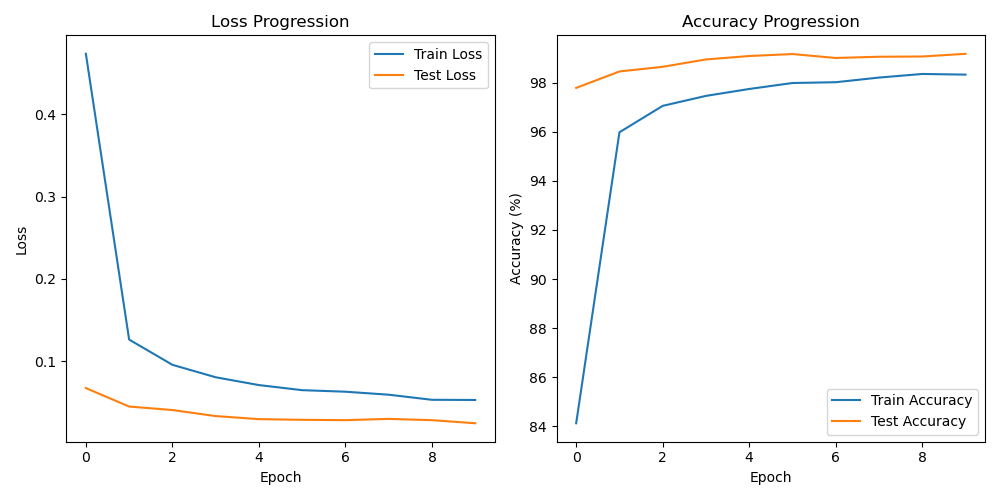 Loss Progression
Train Loss
Test Loss
0.4
0.3
0.2
0.1
Loss
0 2 4 6 8
Epoch
Accuracy Progression
98
96
94
92
90
88
86
84
Accuracy (%)
Train Accuracy
Test Accuracy
0 2 4 6 8
Epoch